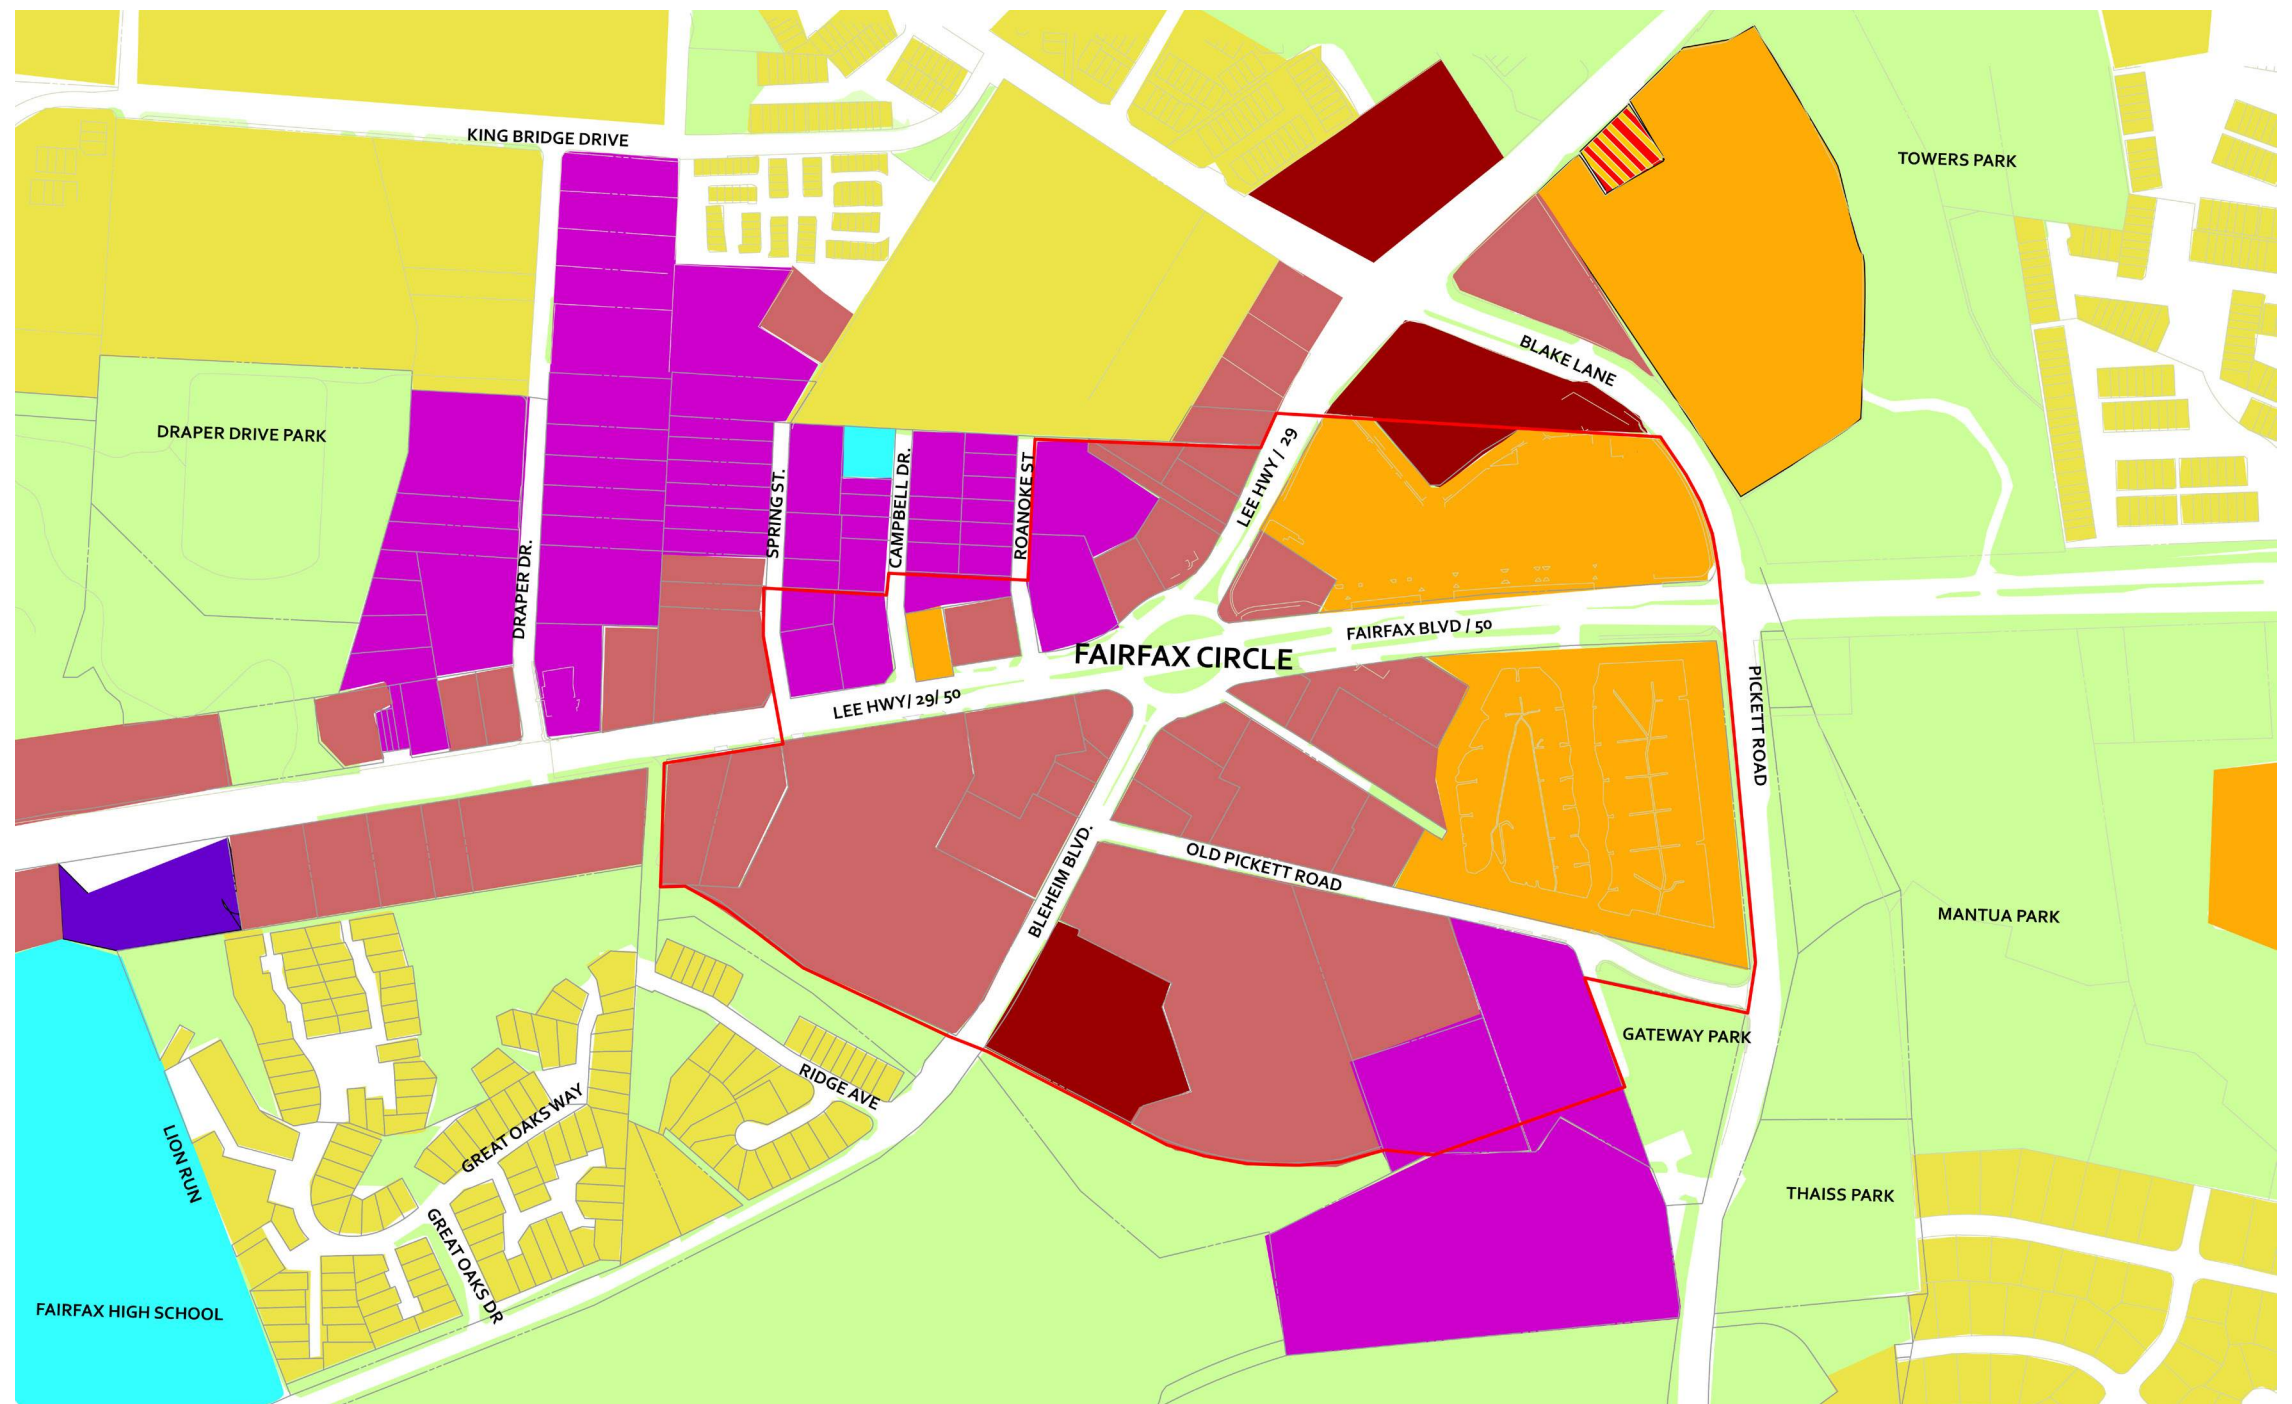 KING BRIDGE DRIVE
TOWERS PARK
BLAKE LANE
DRAPER DRIVE PARK
LEE HWY / 29
SPRING ST.
CAMPBELL DR.
ROANOKE ST
DRAPER DR.
FAIRFAX BLVD / 50
FAIRFAX CIRCLE
LEE HWY/ 29/ 50
PICKETT ROAD
OLD PICKETT ROAD
BLEHEIM BLVD.
MANTUA PARK
GATEWAY PARK
RIDGE AVE
GREAT OAKS WAY
LION RUN
THAISS PARK
GREAT OAKS DR
FAIRFAX HIGH SCHOOL